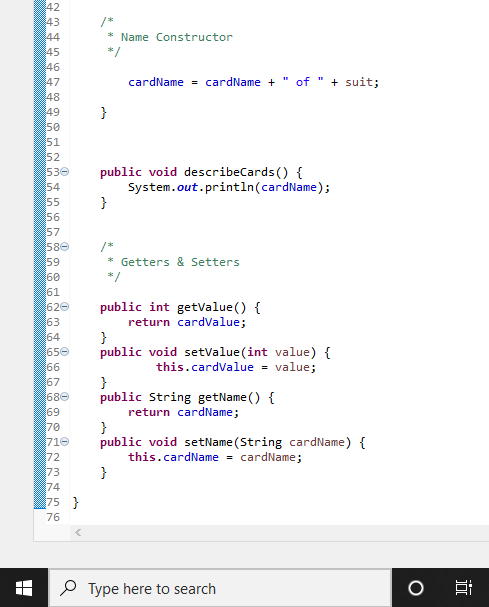 42
43 /*
44 * Name Constructor
45 */
46
47 cardName = cardName + " of " + suit;
48
49 }
50
51
52
53 public void describeCards() {
54 System.out.println(cardName);
55 }
56
57
58 /*
59 * Getters & Setters
60 */
61
62 public int getValue() {
63 return cardValue;
64 }
65 public void setValue(int value) {
66 this.cardValue = value;
67 }
68 public String getName() {
69 return cardName;
70 }
71 public void setName(String cardName) {
72 this.cardName = cardName;
73 }
74
75 }
76
Type here to search